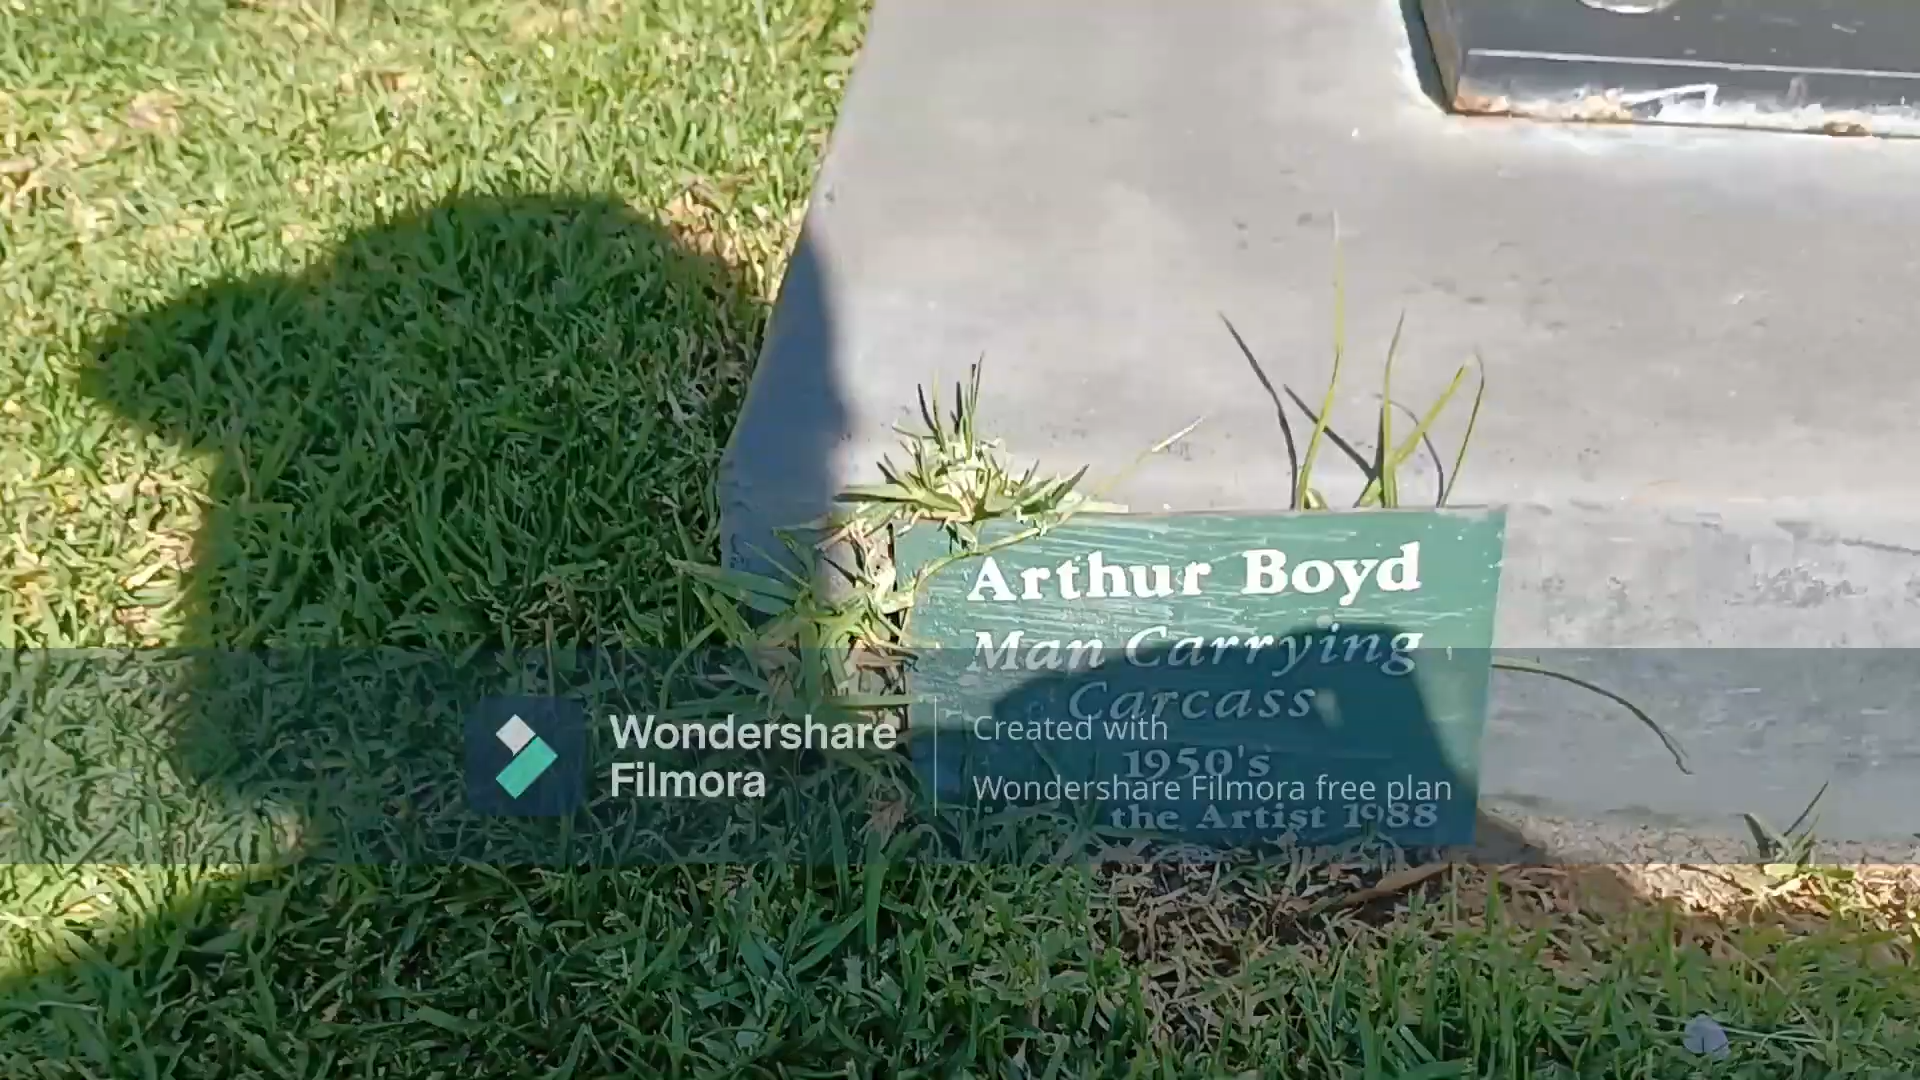 Arthur Boyd
Man Carrying
Carcass
1950's
the Artist 1988
Wondershare
Filmora
Created with
Wondershare Filmora free plan